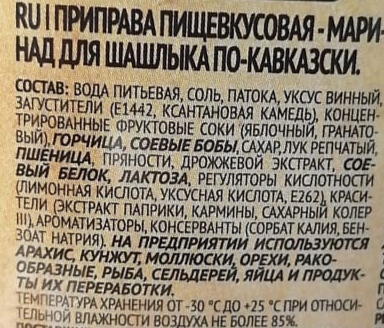 RU | ПРИПРАВА ПИЩЕВКУСОВАЯ - МАРИ-
НАД ДЛЯ ШАШЛЫКА ПО-КАВКАЗСКИ.
СОСТАВ: ВОДА ПИТЬЕВАЯ, СОЛЬ, ПАТОКА, УКСУС ВИННЫЙ,
ЗАГУСТИТЕЛИ (Е1442, КСАНТАНОВАЯ КАМЕДЬ), КОНЦЕН-
ТРИРОВАННЫЕ ФРУКТОВЫЕ СОКИ (ЯБЛОЧНЫЙ, ГРАНАТО-
ВЫЙ), ГОРЧИЦА, СОЕВЫЕ БОБЫ, САХАР, ЛУК РЕПЧАТЫЙ,
ПШЕНИЦА, ПРЯНОСТИ, ДРОЖЖЕВОЙ ЭКСТРАКТ, СОЕ-
ВЫЙ БЕЛОК, ЛАКТОЗА, РЕГУЛЯТОРЫ КИСЛОТНОСТИ
(ЛИМОННАЯ КИСЛОТА, УКСУСНАЯ КИСЛОТА, Е262), КРАСИ-
ТЕЛИ (ЭКСТРАКТ ПАПРИКИ, КАРМИНЫ, САХАРНЫЙ КОЛЕР
III), АРОМАТИЗАТОРЫ, КОНСЕРВАНТЫ (СОРБАТ КАЛИЯ, БЕН-
ЗОАТ НАТРИЯ). НА ПРЕДПРИЯТИИ ИСПОЛЬЗУЮТСЯ
АРАХИС, КУНЖУТ, МОЛЛЮСКИ, ОРЕХИ, РАКО-
ОБРАЗНЫЕ, РЫБА, СЕЛЬДЕРЕЙ, ЯЙЦА И ПРОДУК-
ТЫ ИХ ПЕРЕРАБОТКИ.
ТЕМПЕРАТУРА ХРАНЕНИЯ ОТ -30 °С ДО +25 °С ПРИ ОТНОСИ-
ТЕЛЬНОЙ ВЛАЖНОСТИ ВОЗДУХА НЕ БОЛЕЕ 85%.